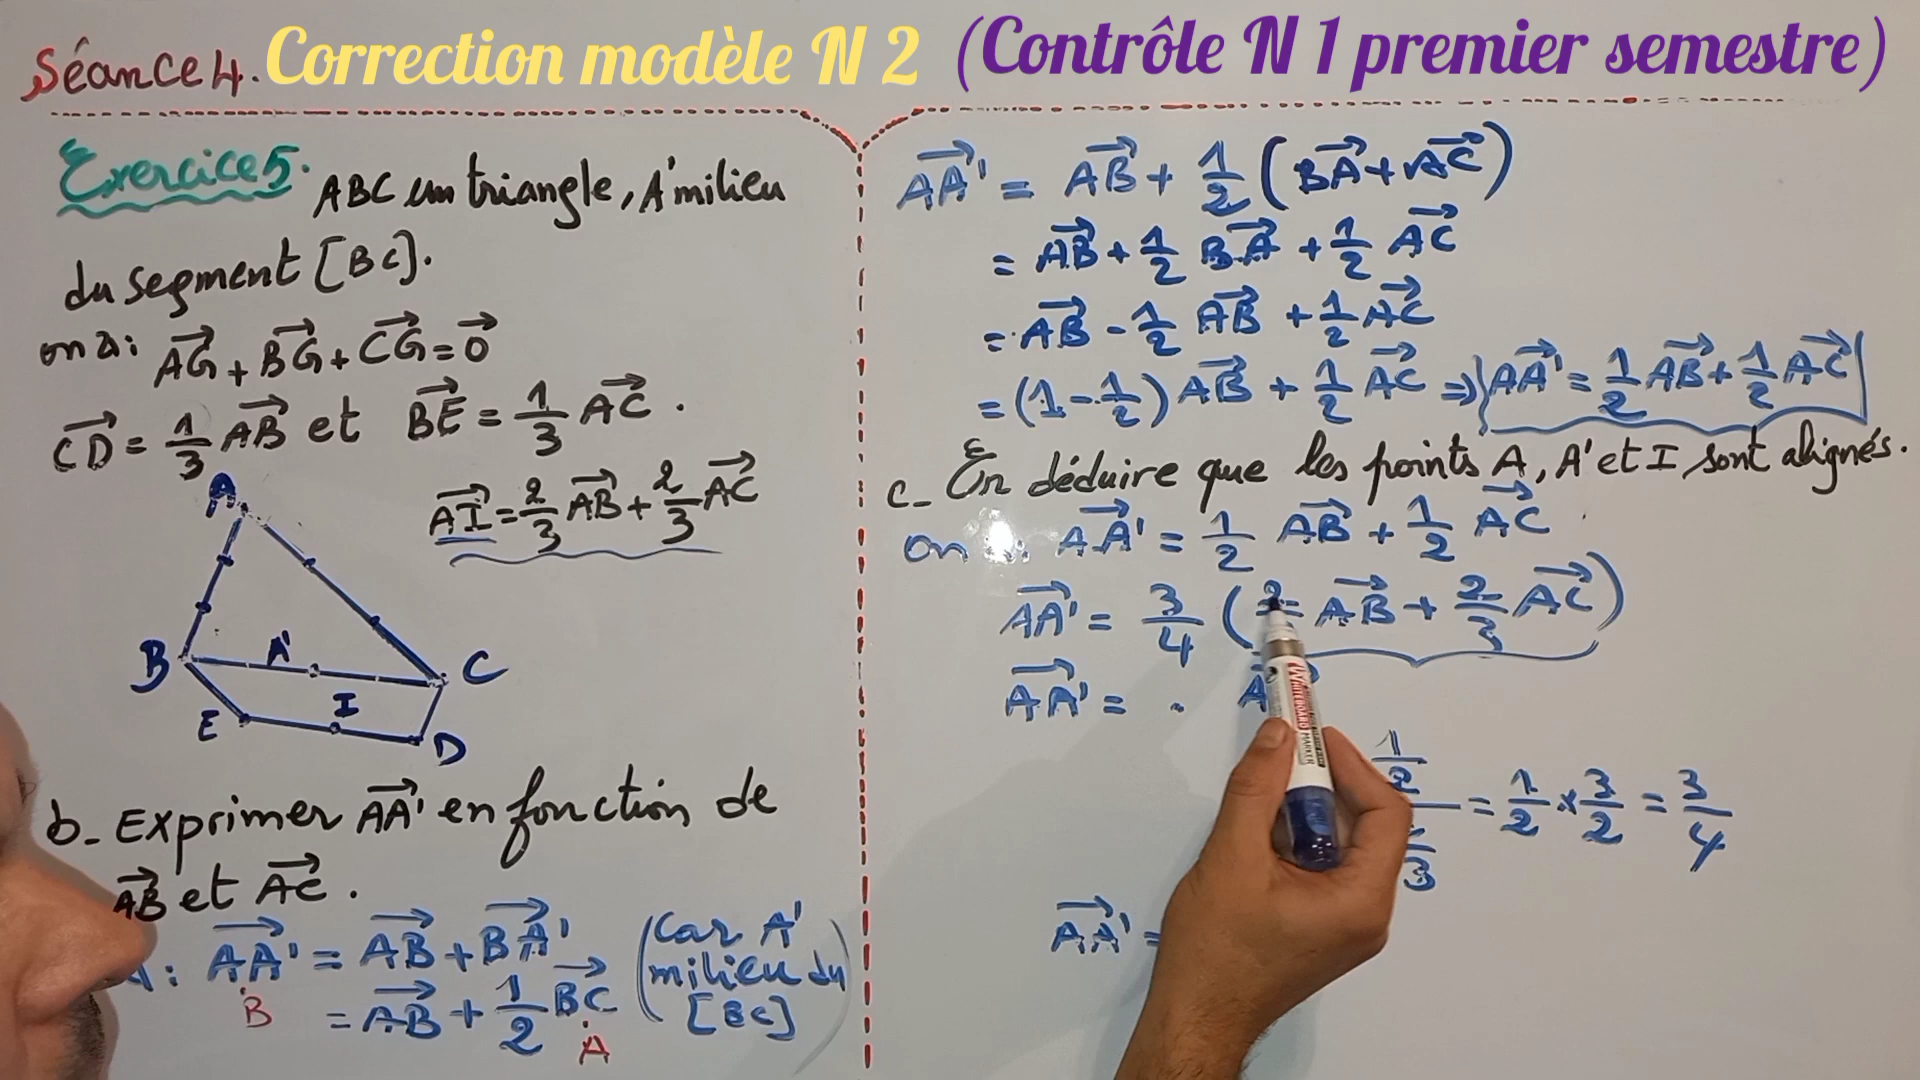 Séance 4. Correction modèle N 2 (Contrôle N 1 premier semestre)
Exercice 5. ABC un triangle, A' milieu
du segment [BC].
on a: AG⃗ + BG⃗ + CG⃗ = 0⃗
CD⃗ = 1/3 AB⃗ et BE⃗ = 1/3 AC⃗ .
AI⃗ = 2/3 AB⃗ + 2/3 AC⃗
A
B A' C
E I D
b- Exprimer AA'⃗ en fonction de
AB⃗ et AC⃗ .
: AA'⃗ = AB⃗ + BA'⃗ (car A'
B
= AB⃗ + 1/2 BC⃗ milieu du
A
[BC])
AA'⃗ = AB⃗ + 1/2 (BA⃗ + AC⃗)
= AB⃗ + 1/2 BA⃗ + 1/2 AC⃗
= AB⃗ - 1/2 AB⃗ + 1/2 AC⃗
= (1 - 1/2) AB⃗ + 1/2 AC⃗ ⇒ AA'⃗ = 1/2 AB⃗ + 1/2 AC⃗
c- En déduire que les points A, A' et I sont alignés.
on AA'⃗ = 1/2 AB⃗ + 1/2 AC⃗
AA'⃗ = 3/4 (2 AB⃗ + 2/3 AC⃗)
AA'⃗ = .
1/2
3 = 1/2 × 3/2 = 3/4
AA'⃗ =
WHITEBOARD MARKER